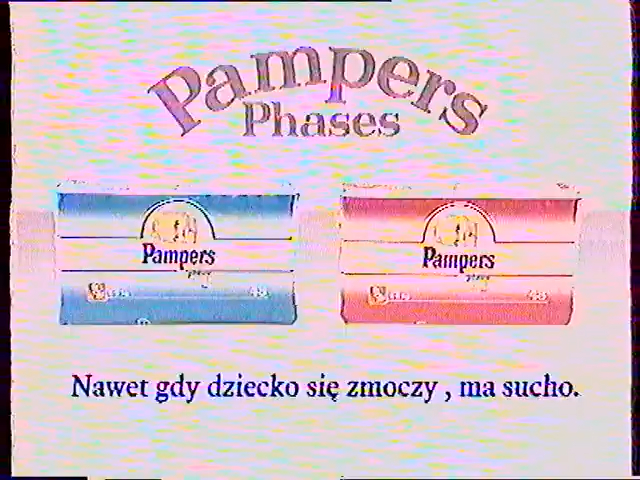 Pampers
Phases
Pampers
Pampers
Nawet gdy dziecko się zmoczy , ma sucho.